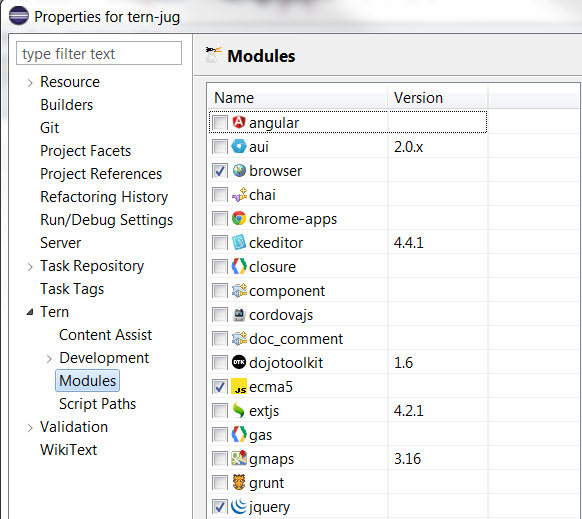 Properties for tern-jug
type filter text
Resource
Builders
Git
Project Facets
Project References
Refactoring History
Run/Debug Settings
Server
Task Repository
Task Tags
Tern
Content Assist
Development
Modules
Script Paths
Validation
WikiText
Modules
Name Version
angular
aui 2.0.x
browser
chai
chrome-apps
ckeditor 4.4.1
closure
component
cordovajs
doc_comment
DTK dojotoolkit 1.6
JS ecma5
extjs 4.2.1
gas
gmaps 3.16
grunt
jquery